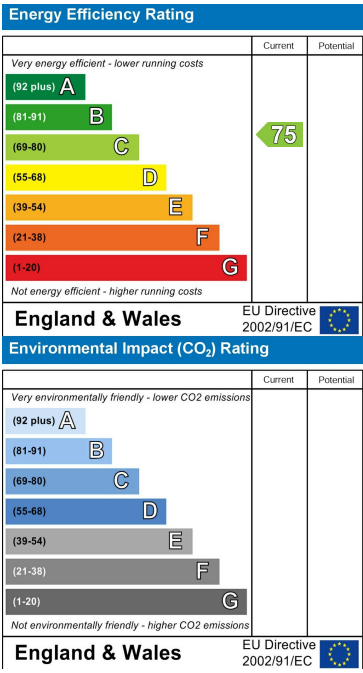 Energy Efficiency Rating
Current Potential
Very energy efficient - lower running costs
(92 plus) A
(81-91) B
(69-80) C
75
(55-68) D
(39-54) E
(21-38) F
(1-20) G
Not energy efficient - higher running costs
England & Wales
EU Directive
2002/91/EC
Environmental Impact (CO₂) Rating
Current Potential
Very environmentally friendly - lower CO2 emissions
(92 plus) A
(81-91) B
(69-80) C
(55-68) D
(39-54) E
(21-38) F
(1-20) G
Not environmentally friendly - higher CO2 emissions
England & Wales
EU Directive
2002/91/EC